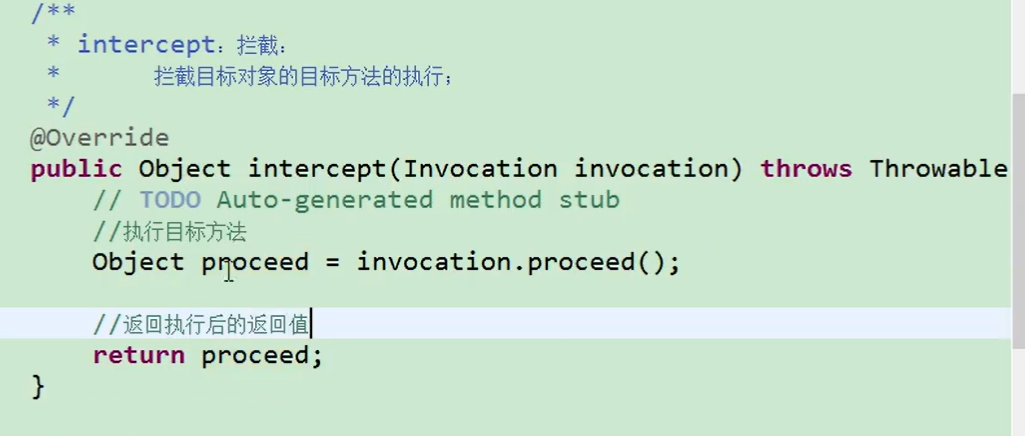 /**
 * intercept：拦截：
 *       拦截目标对象的目标方法的执行；
 */
@Override
public Object intercept(Invocation invocation) throws Throwable
// TODO Auto-generated method stub
//执行目标方法
Object proceed = invocation.proceed();
//返回执行后的返回值
return proceed;
}